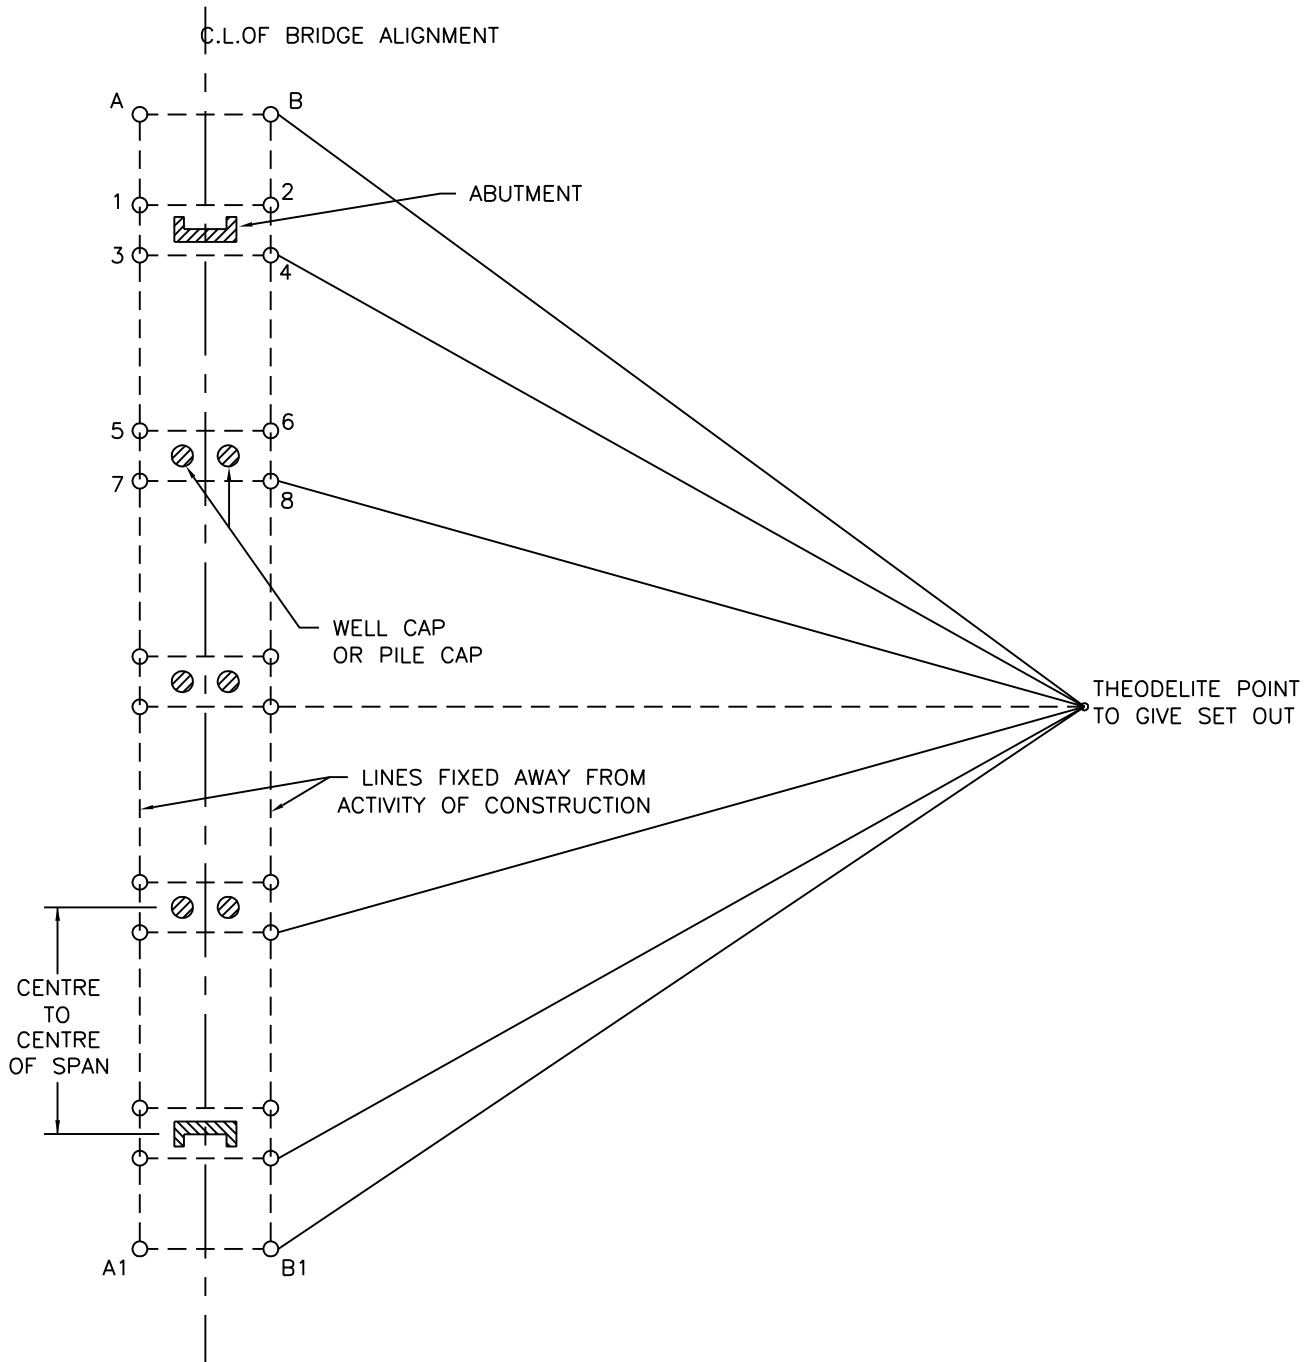 C.L.OF BRIDGE ALIGNMENT
A
B
1
2
ABUTMENT
3
4
5
6
7
8
WELL CAP
OR PILE CAP
THEODELITE POINT
TO GIVE SET OUT
LINES FIXED AWAY FROM
ACTIVITY OF CONSTRUCTION
CENTRE
TO
CENTRE
OF SPAN
A1
B1